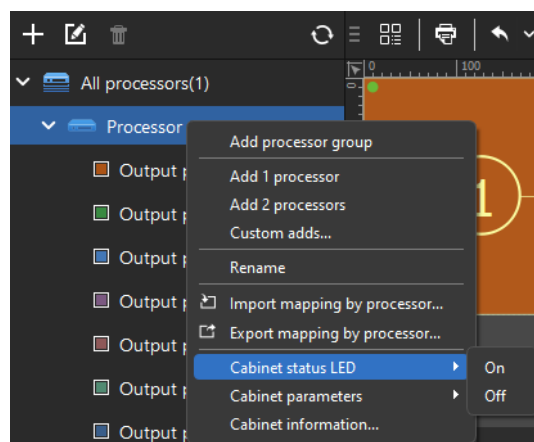 0
100
All processors(1)
Processor
Output
Output
Output
Output
Output
Output
Output
1
Add processor group
Add 1 processor
Add 2 processors
Custom adds...
Rename
Import mapping by processor...
Export mapping by processor...
Cabinet status LED
On
Cabinet parameters
Off
Cabinet information...